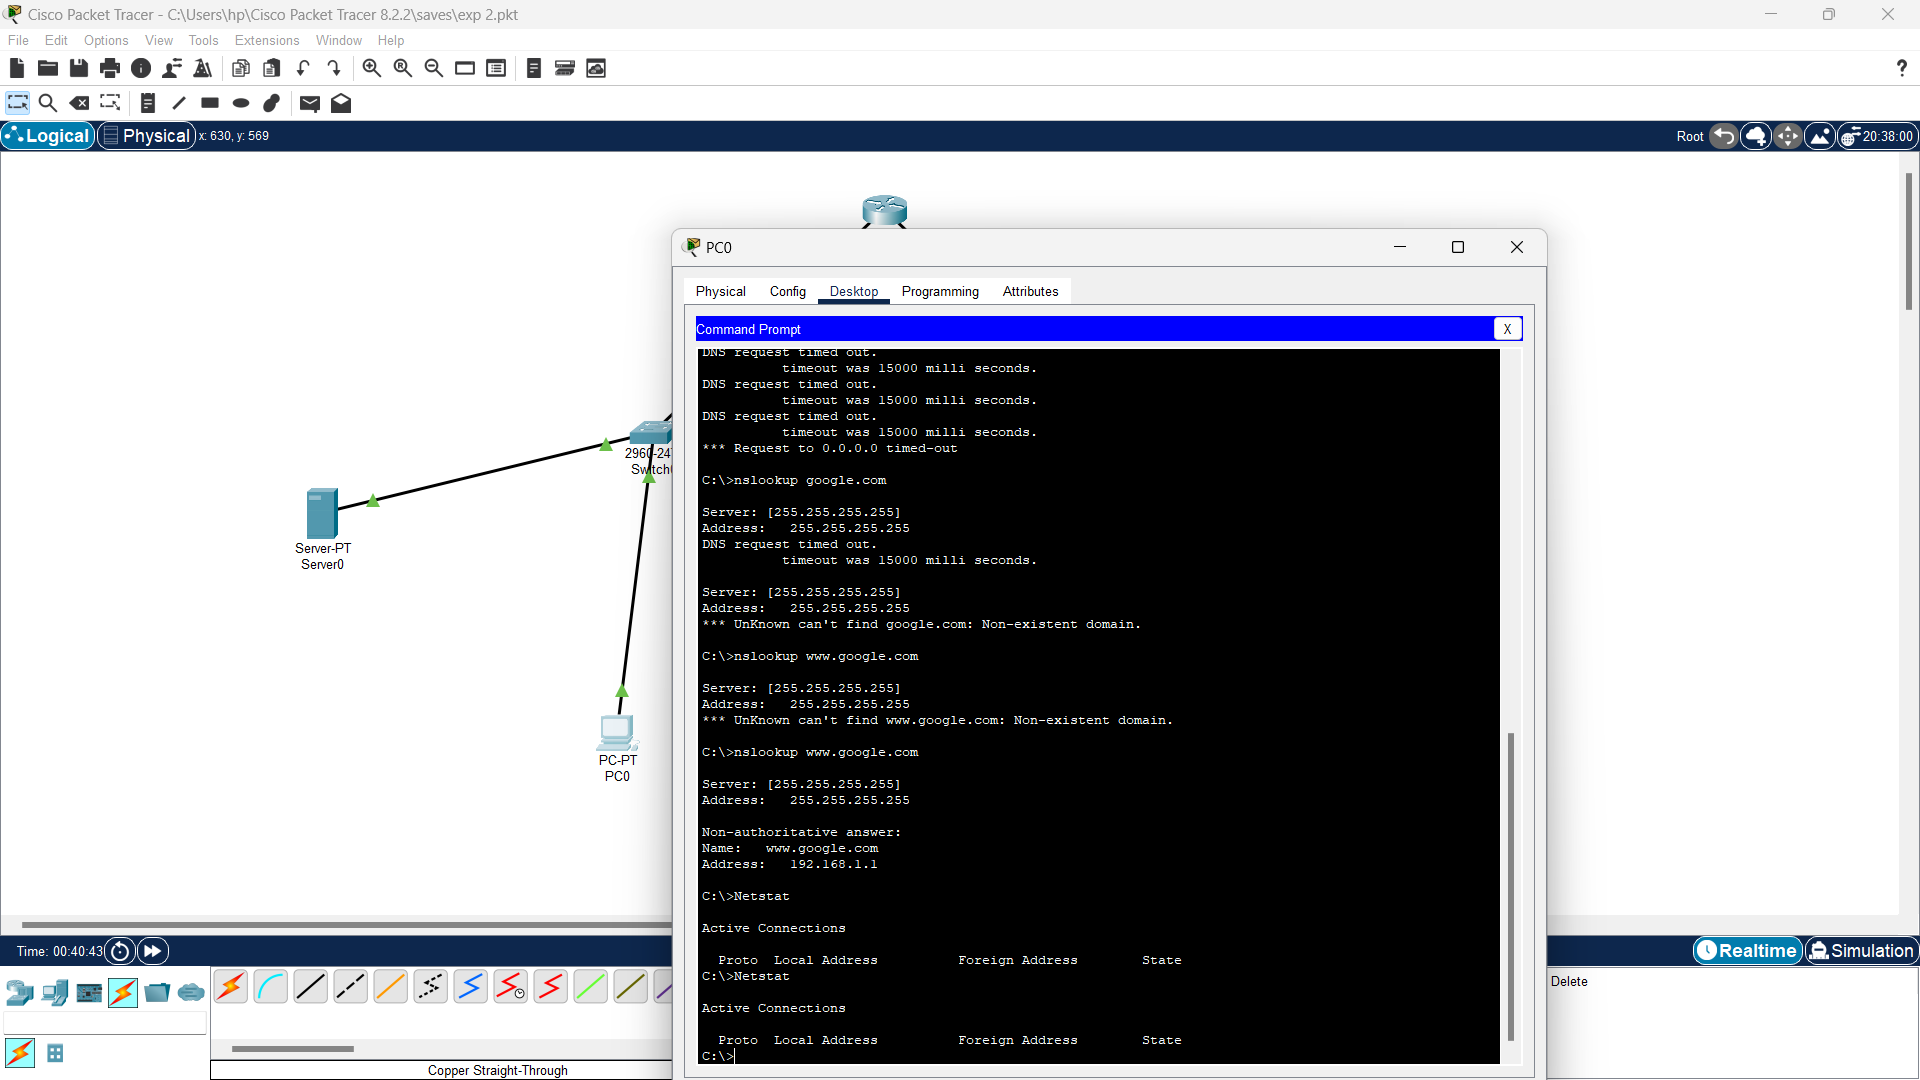 Cisco Packet Tracer - C:\Users\hp\Cisco Packet Tracer 8.2.2\saves\exp 2.pkt
File Edit Options View Tools Extensions Window Help
?
Logical Physical x: 630, y: 569 Root 20:38:00
PC0
Physical Config Desktop Programming Attributes
Command Prompt X
DNS request timed out.
timeout was 15000 milli seconds.
DNS request timed out.
timeout was 15000 milli seconds.
DNS request timed out.
timeout was 15000 milli seconds.
*** Request to 0.0.0.0 timed-out
C:\>nslookup google.com
Server: [255.255.255.255]
Address: 255.255.255.255
DNS request timed out.
timeout was 15000 milli seconds.
Server: [255.255.255.255]
Address: 255.255.255.255
*** UnKnown can't find google.com: Non-existent domain.
C:\>nslookup www.google.com
Server: [255.255.255.255]
Address: 255.255.255.255
*** UnKnown can't find www.google.com: Non-existent domain.
C:\>nslookup www.google.com
Server: [255.255.255.255]
Address: 255.255.255.255
Non-authoritative answer:
Name: www.google.com
Address: 192.168.1.1
C:\>Netstat
Active Connections
Proto Local Address Foreign Address State
C:\>Netstat
Active Connections
Proto Local Address Foreign Address State
C:\>
2960-24
Switch
Server-PT
Server0
PC-PT
PC0
Time: 00:40:43 Realtime Simulation
Delete
Copper Straight-Through